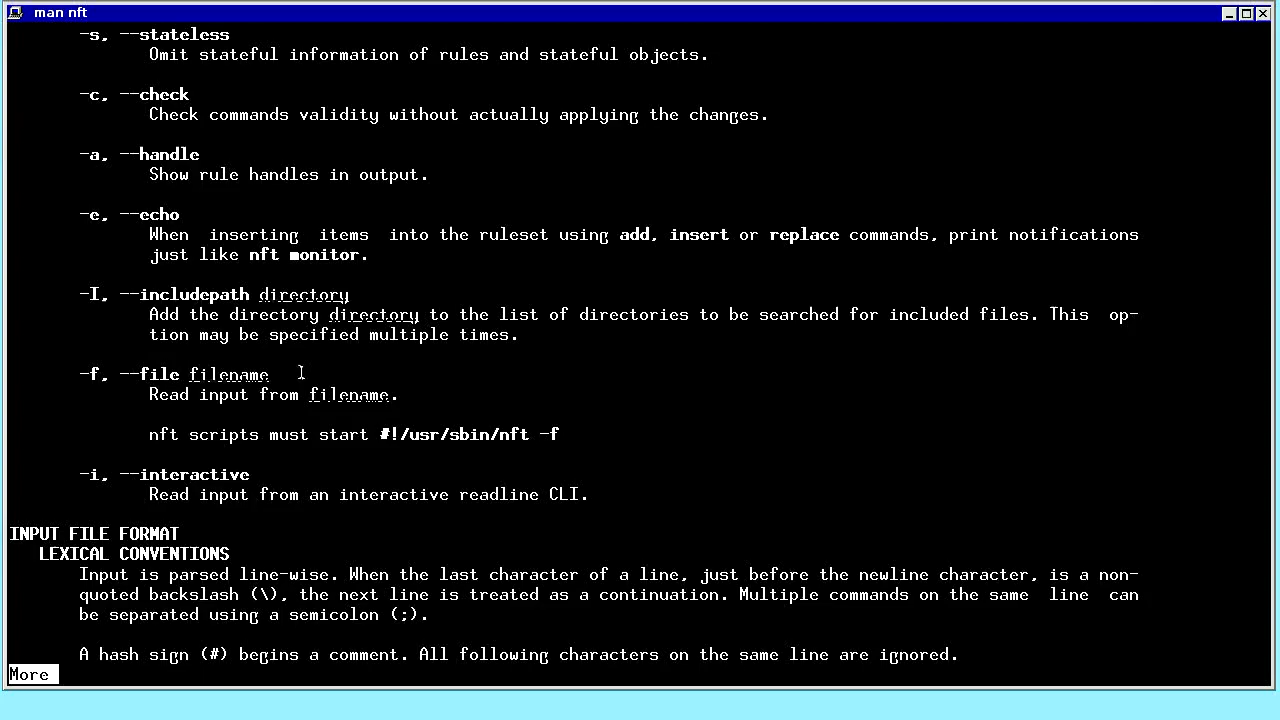 man nft
-s, --stateless
Omit stateful information of rules and stateful objects.
-c, --check
Check commands validity without actually applying the changes.
-a, --handle
Show rule handles in output.
-e, --echo
When  inserting  items  into the ruleset using add, insert or replace commands, print notifications
just like nft monitor.
-I, --includepath directory
Add the directory directory to the list of directories to be searched for included files. This  op-
tion may be specified multiple times.
-f, --file filename
Read input from filename.
nft scripts must start #!/usr/sbin/nft -f
-i, --interactive
Read input from an interactive readline CLI.
INPUT FILE FORMAT
LEXICAL CONVENTIONS
Input is parsed line-wise. When the last character of a line, just before the newline character, is a non-
quoted backslash (\), the next line is treated as a continuation. Multiple commands on the same  line  can
be separated using a semicolon (;).
A hash sign (#) begins a comment. All following characters on the same line are ignored.
More